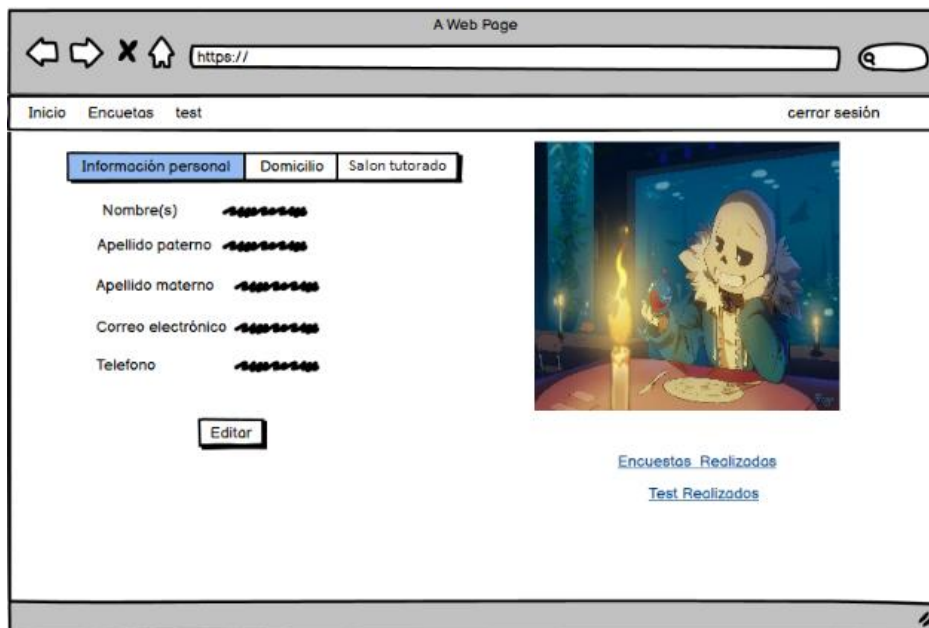 A Web Page
https://
Inicio Encuetas test cerrar sesión
Información personal Domicilio Salon tutorado
Nombre(s)
Apellido paterno
Apellido materno
Correo electrónico
Telefono
Editar
Encuestas Realizadas
Test Realizados